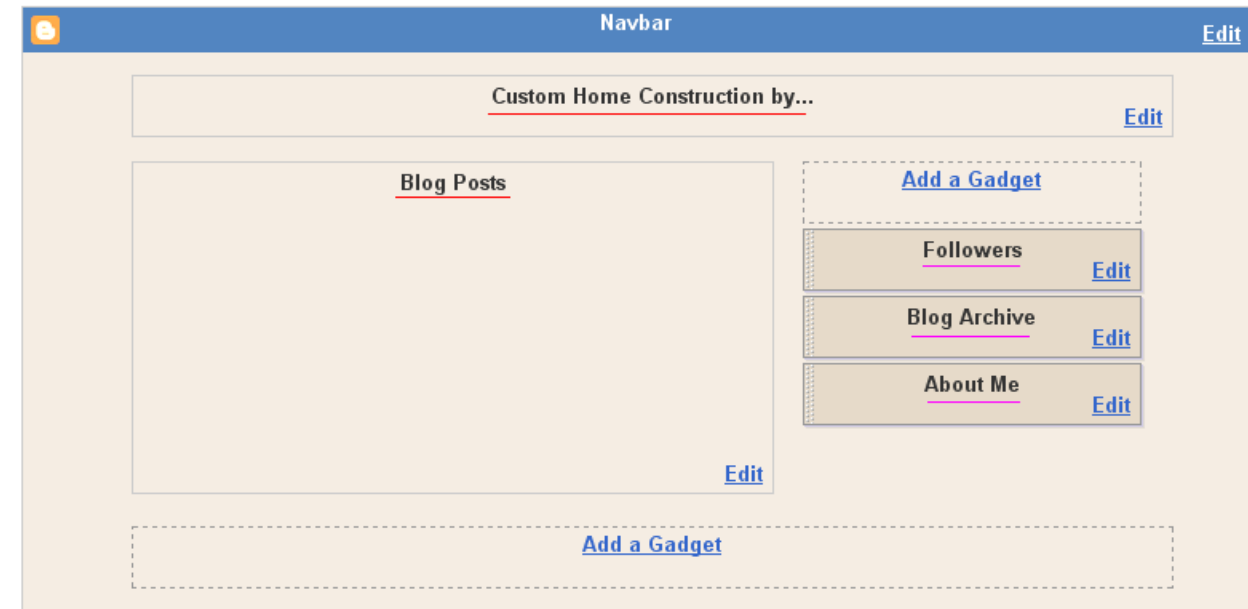 Navbar
Edit
Custom Home Construction by...
Edit
Blog Posts
Edit
Add a Gadget
Followers
Edit
Blog Archive
Edit
About Me
Edit
Add a Gadget